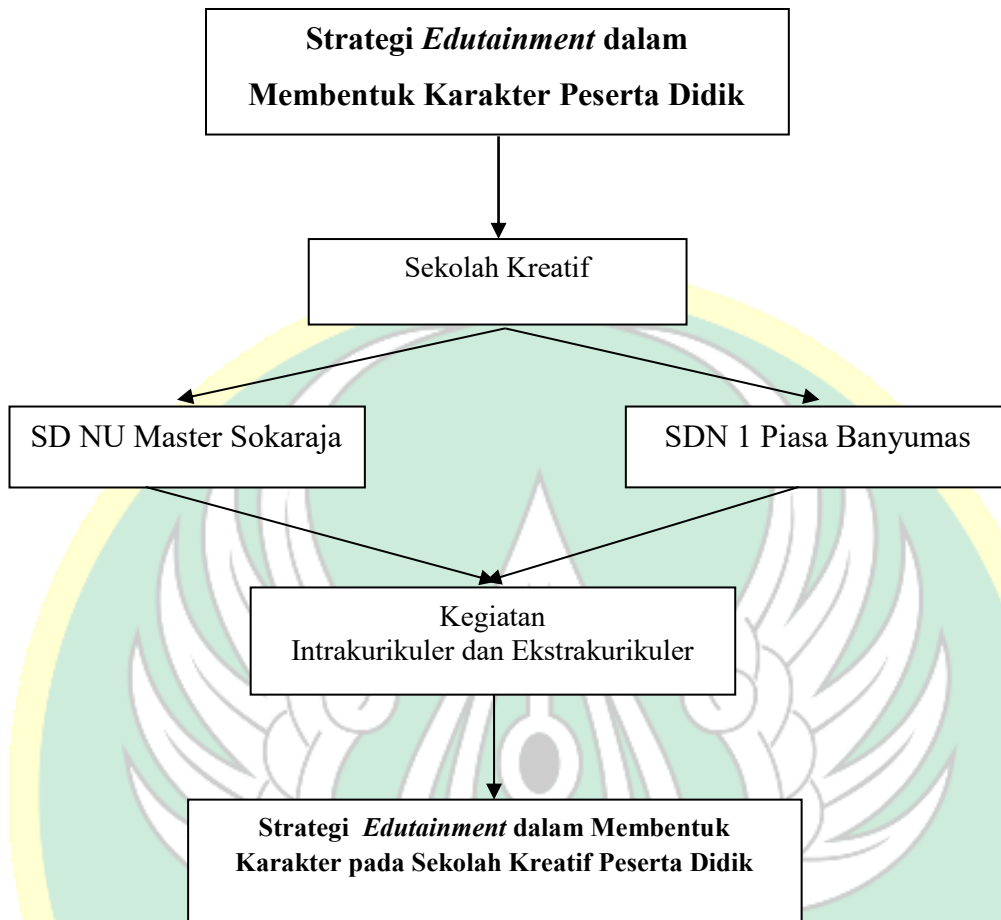 Strategi Edutainment dalam
Membentuk Karakter Peserta Didik
Sekolah Kreatif
SD NU Master Sokaraja
SDN 1 Piasa Banyumas
Kegiatan
Intrakurikuler dan Ekstrakurikuler
Strategi Edutainment dalam Membentuk
Karakter pada Sekolah Kreatif Peserta Didik